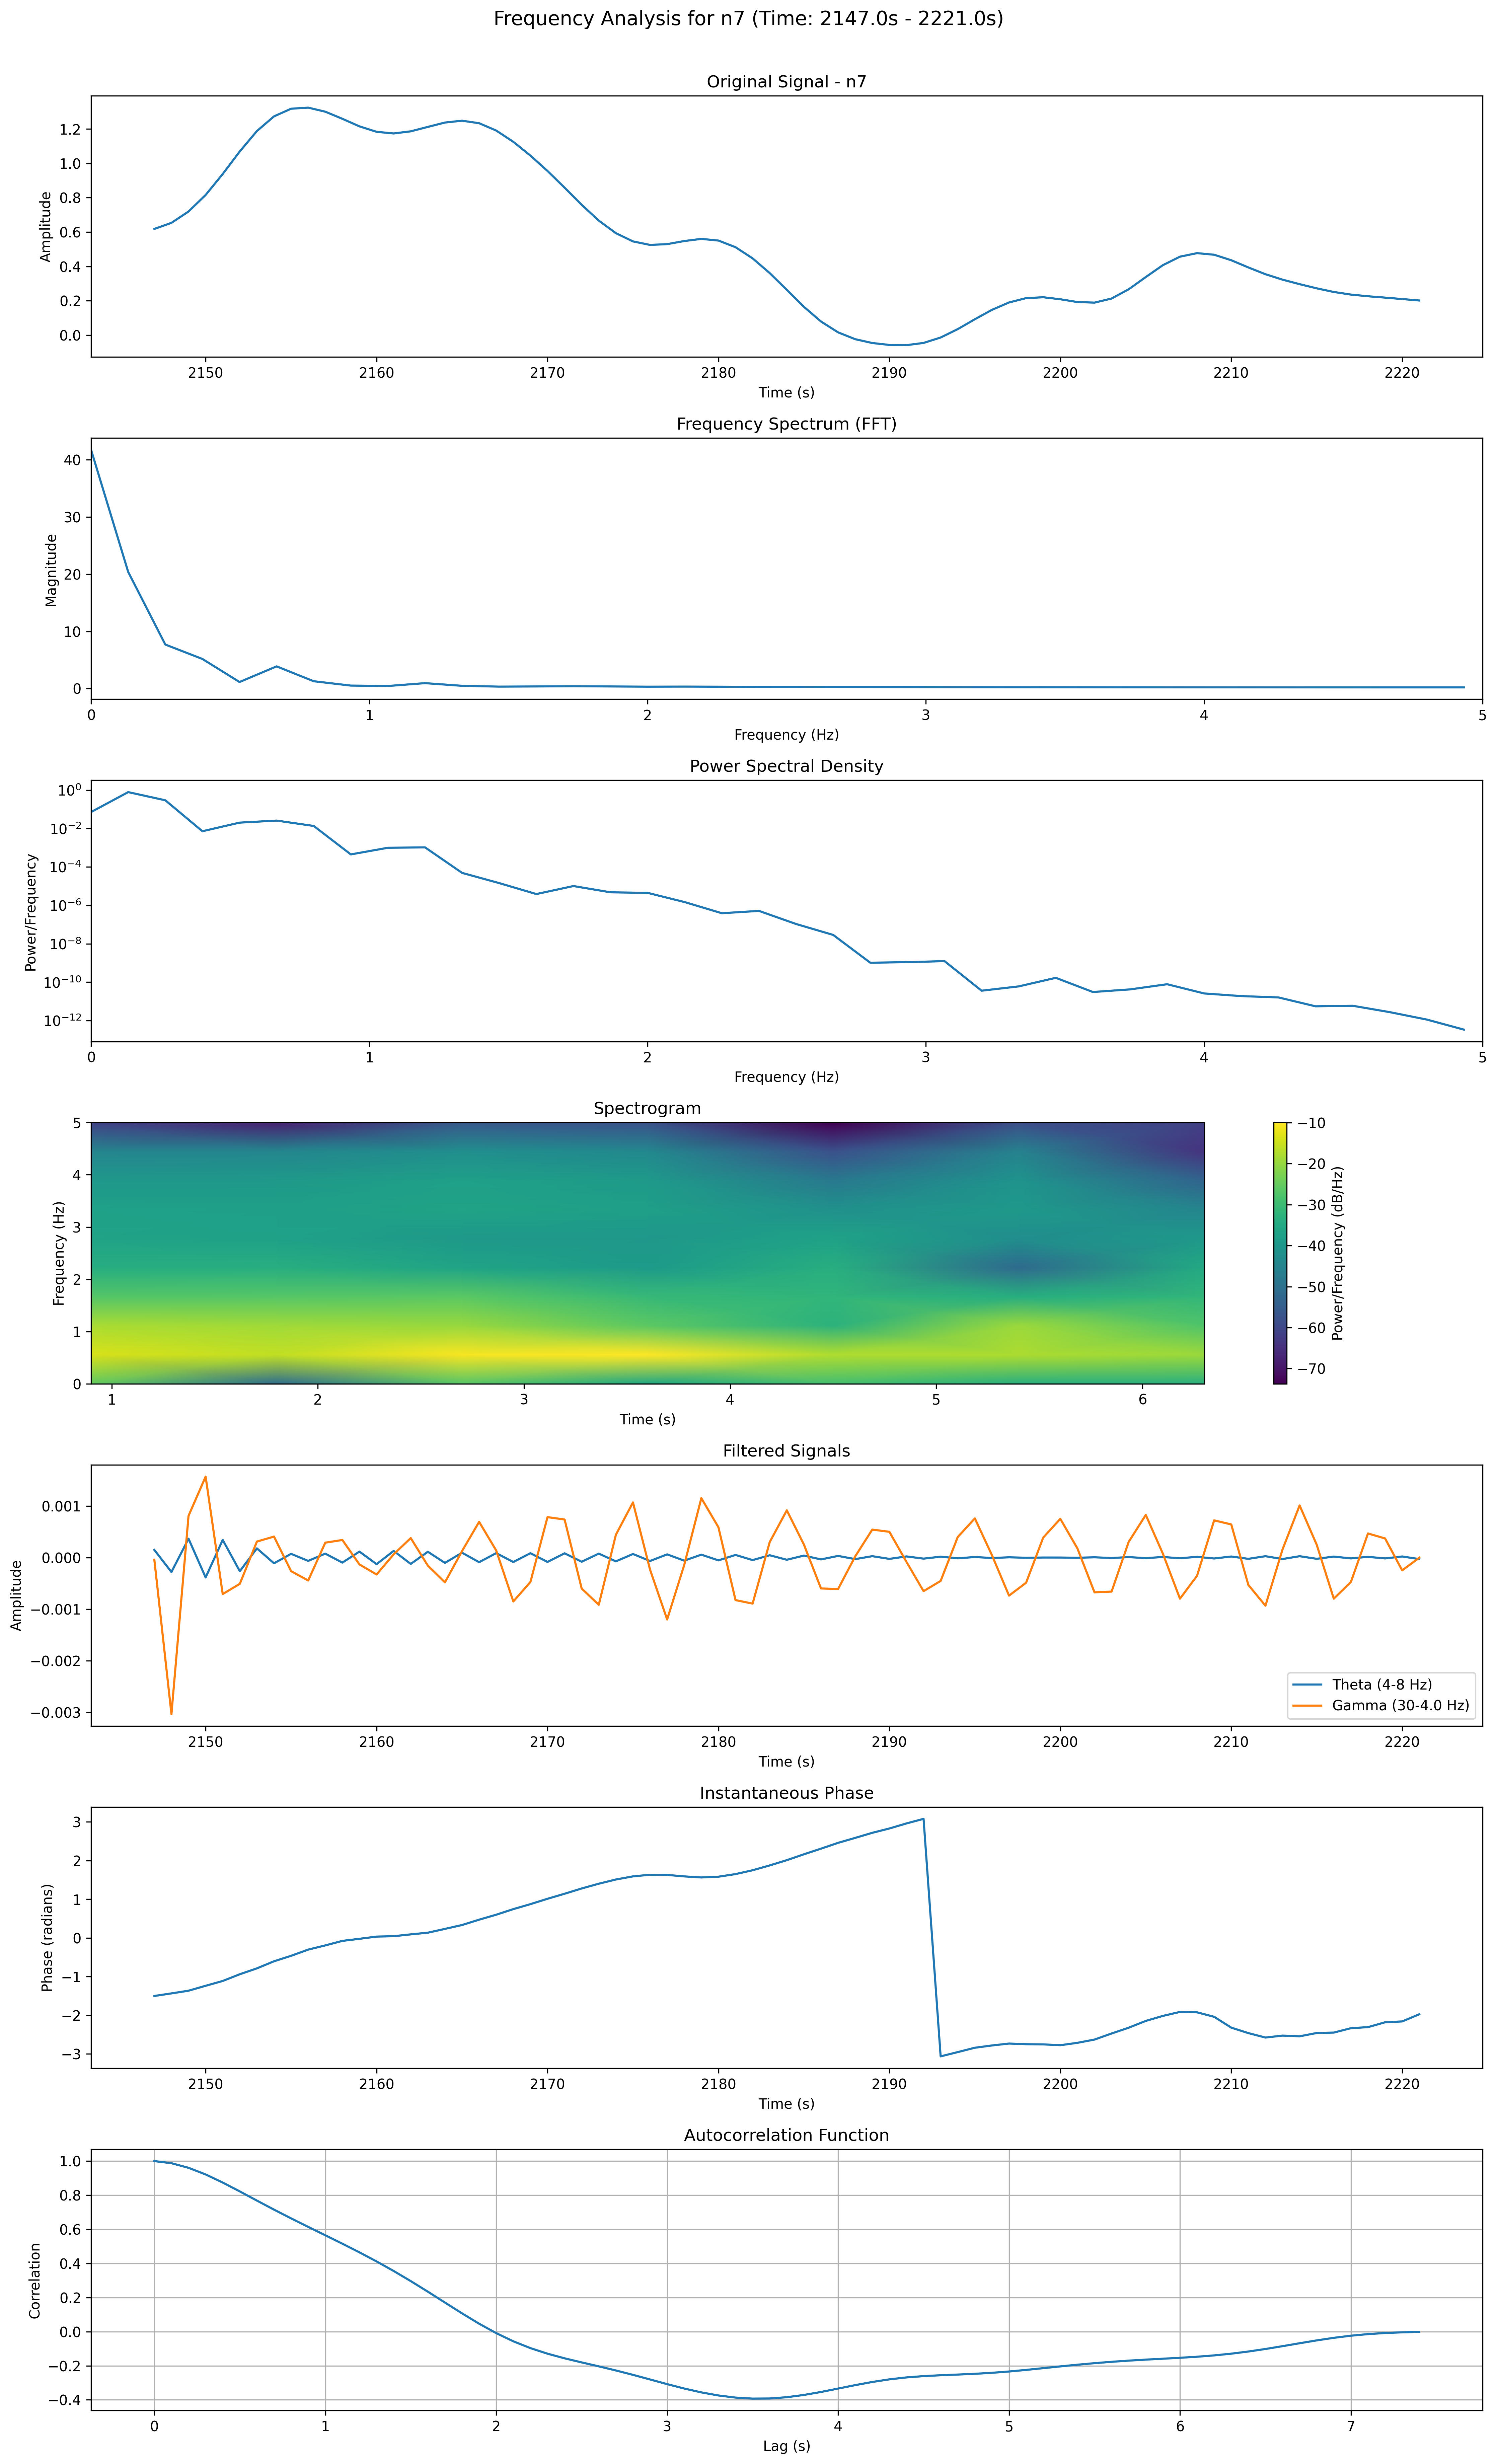 Frequency Analysis for n7 (Time: 2147.0s - 2221.0s)
Original Signal - n7
Amplitude
1.2
1.0
0.8
0.6
0.4
0.2
0.0
2150 2160 2170 2180 2190 2200 2210 2220
Time (s)
Frequency Spectrum (FFT)
Magnitude
40
30
20
10
0
0 1 2 3 4 5
Frequency (Hz)
Power Spectral Density
Power/Frequency
10⁰
10⁻²
10⁻⁴
10⁻⁶
10⁻⁸
10⁻¹⁰
10⁻¹²
0 1 2 3 4 5
Frequency (Hz)
Spectrogram
Frequency (Hz)
5
4
3
2
1
0
1 2 3 4 5 6
Time (s)
−10
−20
−30
−40
−50
−60
−70
Power/Frequency (dB/Hz)
Filtered Signals
Amplitude
0.001
0.000
−0.001
−0.002
−0.003
Theta (4-8 Hz)
Gamma (30-4.0 Hz)
2150 2160 2170 2180 2190 2200 2210 2220
Time (s)
Instantaneous Phase
Phase (radians)
3
2
1
0
−1
−2
−3
2150 2160 2170 2180 2190 2200 2210 2220
Time (s)
Autocorrelation Function
Correlation
1.0
0.8
0.6
0.4
0.2
0.0
−0.2
−0.4
0 1 2 3 4 5 6 7
Lag (s)